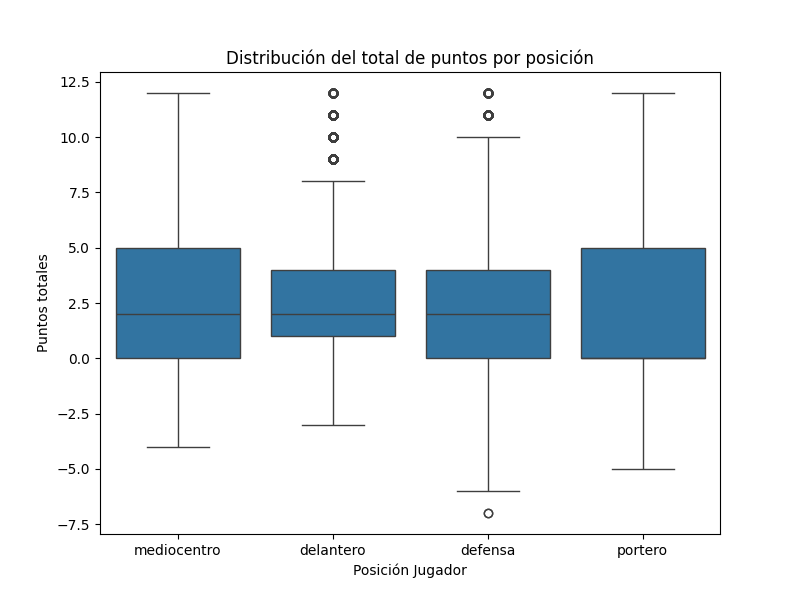 Distribución del total de puntos por posición
Puntos totales
12.5
10.0
7.5
5.0
2.5
0.0
−2.5
−5.0
−7.5
mediocentro
delantero
defensa
portero
Posición Jugador